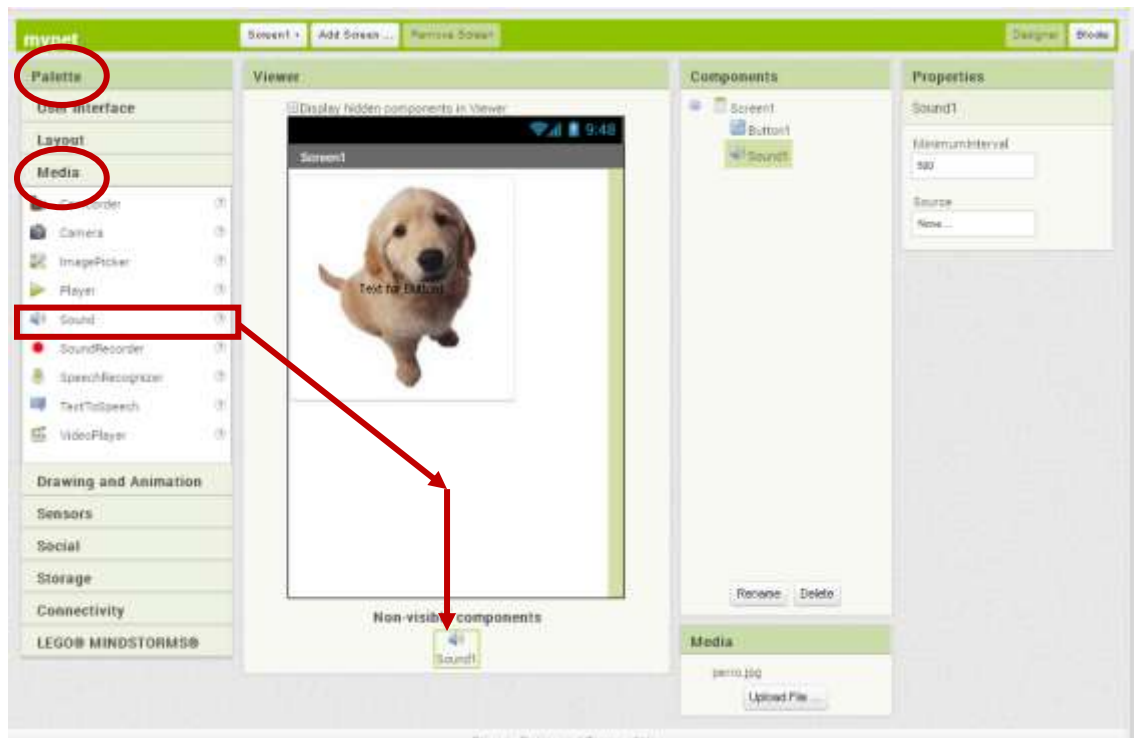 mypet
Screen1
Add Screen ...
Remove Screen
Designer
Blocks
Palette
User Interface
Layout
Media
Camcorder
Camera
ImagePicker
Player
Sound
SoundRecorder
SpeechRecognizer
TextToSpeech
VideoPlayer
Drawing and Animation
Sensors
Social
Storage
Connectivity
LEGO® MINDSTORMS®
Viewer
Display hidden components in Viewer
9:48
Screen1
Text for Button1
Non-visible components
Sound1
Components
Screen1
Button1
Sound1
Rename
Delete
Media
perro.jpg
Upload File ...
Properties
Sound1
MinimumInterval
500
Source
None...